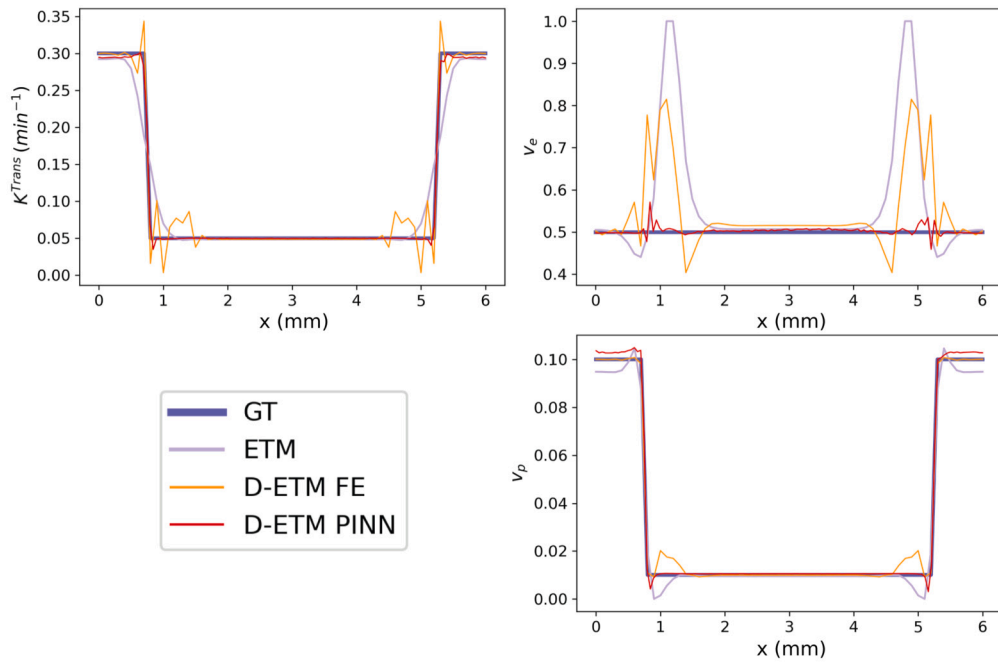 0.35
0.30
0.25
0.20
0.15
0.10
0.05
0.00
K^Trans (min⁻¹)
0 1 2 3 4 5 6
x (mm)
1.0
0.9
0.8
0.7
0.6
0.5
0.4
v_e
0 1 2 3 4 5 6
x (mm)
GT
ETM
D-ETM FE
D-ETM PINN
0.10
0.08
0.06
0.04
0.02
0.00
v_p
0 1 2 3 4 5 6
x (mm)